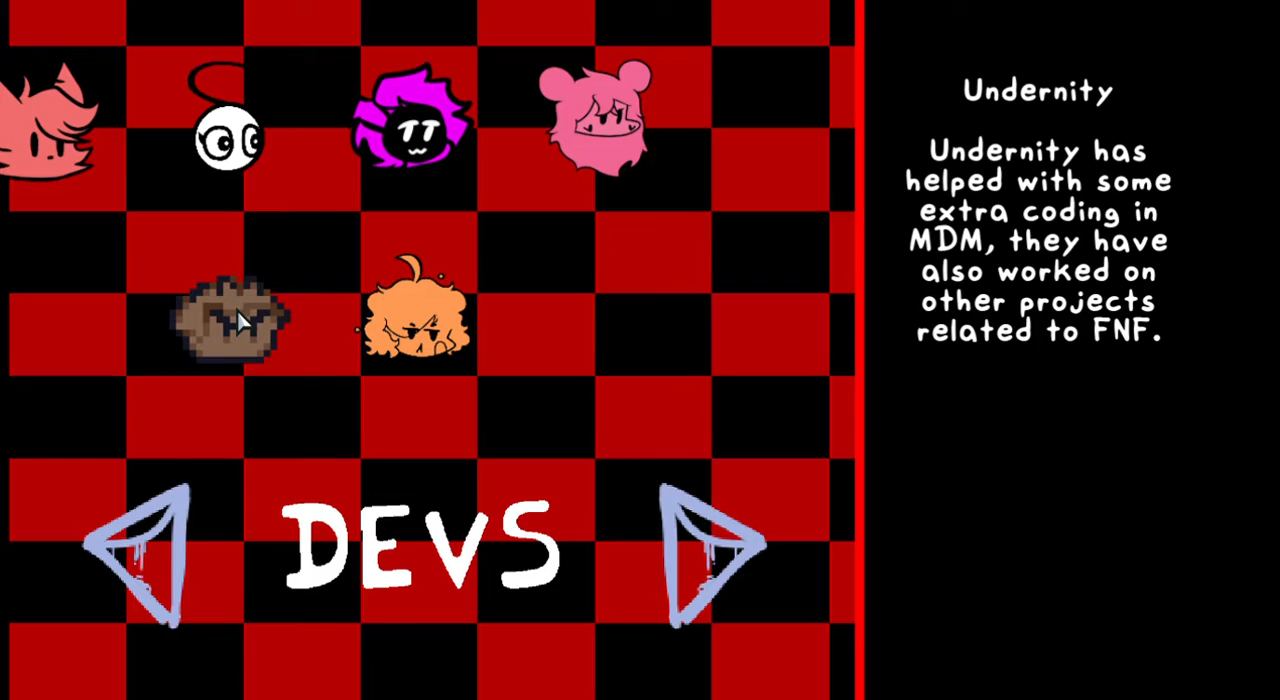 Undernity
Undernity has
helped with some
extra coding in
MDM, they have
also worked on
other projects
related to FNF.
DEVS